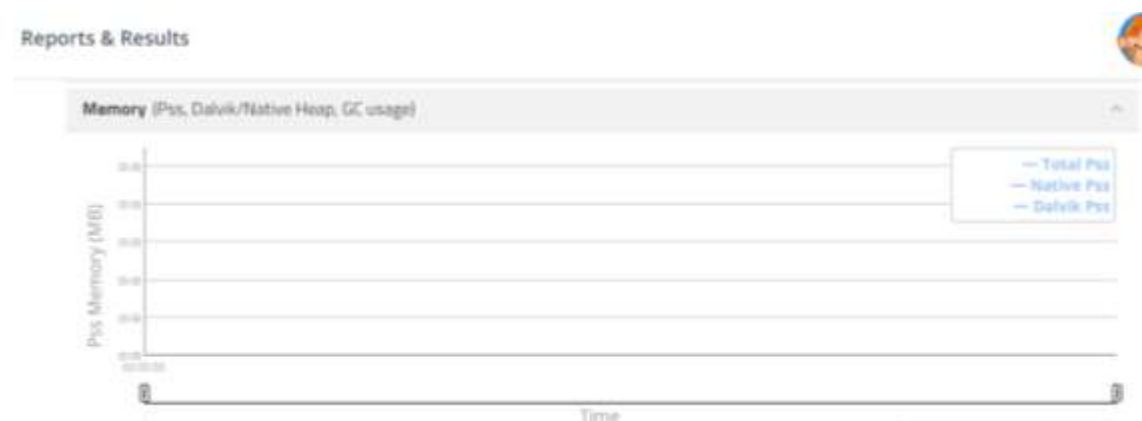 Reports & Results
Memory (Pss, Dalvik/Native Heap, GC usage)
— Total Pss
— Native Pss
— Dalvik Pss
Pss Memory (MB)
Time